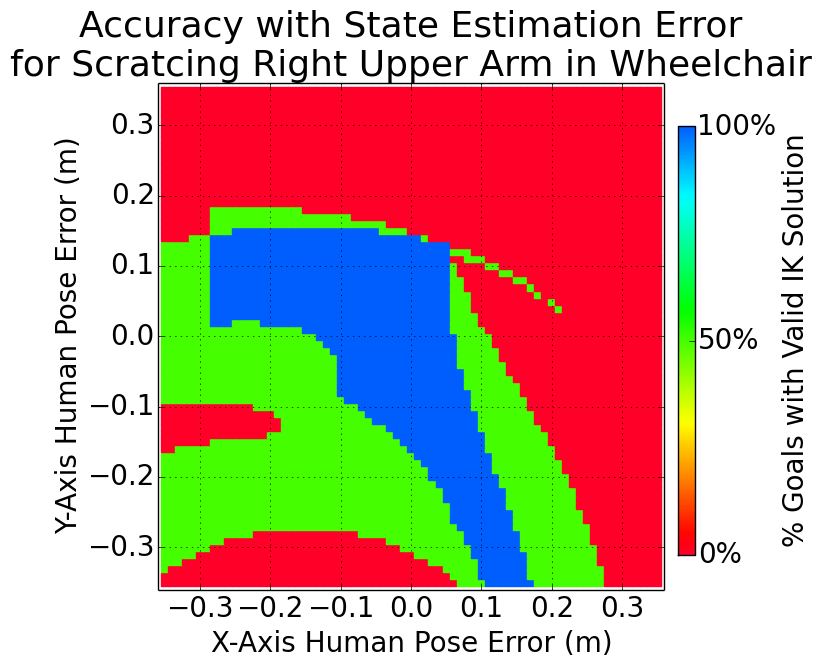 Accuracy with State Estimation Error
for Scratcing Right Upper Arm in Wheelchair
Y-Axis Human Pose Error (m)
0.3
0.2
0.1
0.0
−0.1
−0.2
−0.3
−0.3 −0.2 −0.1 0.0 0.1 0.2 0.3
X-Axis Human Pose Error (m)
100%
50%
0%
% Goals with Valid IK Solution